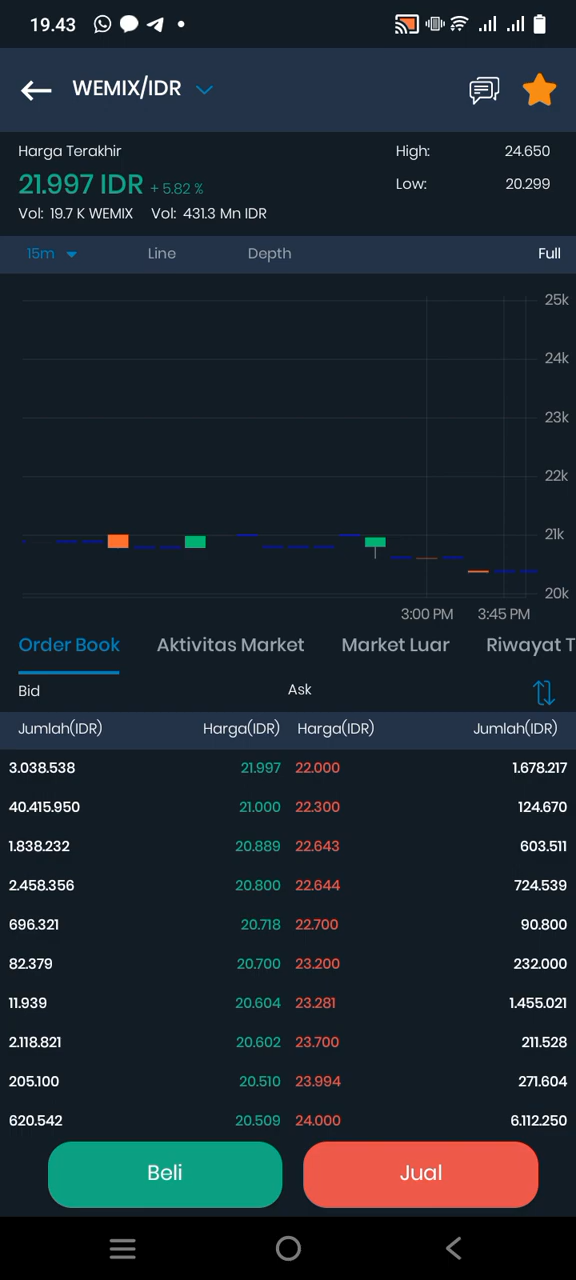 19.43
WEMIX/IDR
Harga Terakhir High: 24.650
21.997 IDR + 5.82 % Low: 20.299
Vol: 19.7 K WEMIX Vol: 431.3 Mn IDR
15m Line Depth Full
25k
24k
23k
22k
21k
20k
3:00 PM 3:45 PM
Order Book Aktivitas Market Market Luar Riwayat T
Bid Ask
Jumlah(IDR) Harga(IDR) Harga(IDR) Jumlah(IDR)
3.038.538 21.997 22.000 1.678.217
40.415.950 21.000 22.300 124.670
1.838.232 20.889 22.643 603.511
2.458.356 20.800 22.644 724.539
696.321 20.718 22.700 90.800
82.379 20.700 23.200 232.000
11.939 20.604 23.281 1.455.021
2.118.821 20.602 23.700 211.528
205.100 20.510 23.994 271.604
620.542 20.509 24.000 6.112.250
Beli Jual